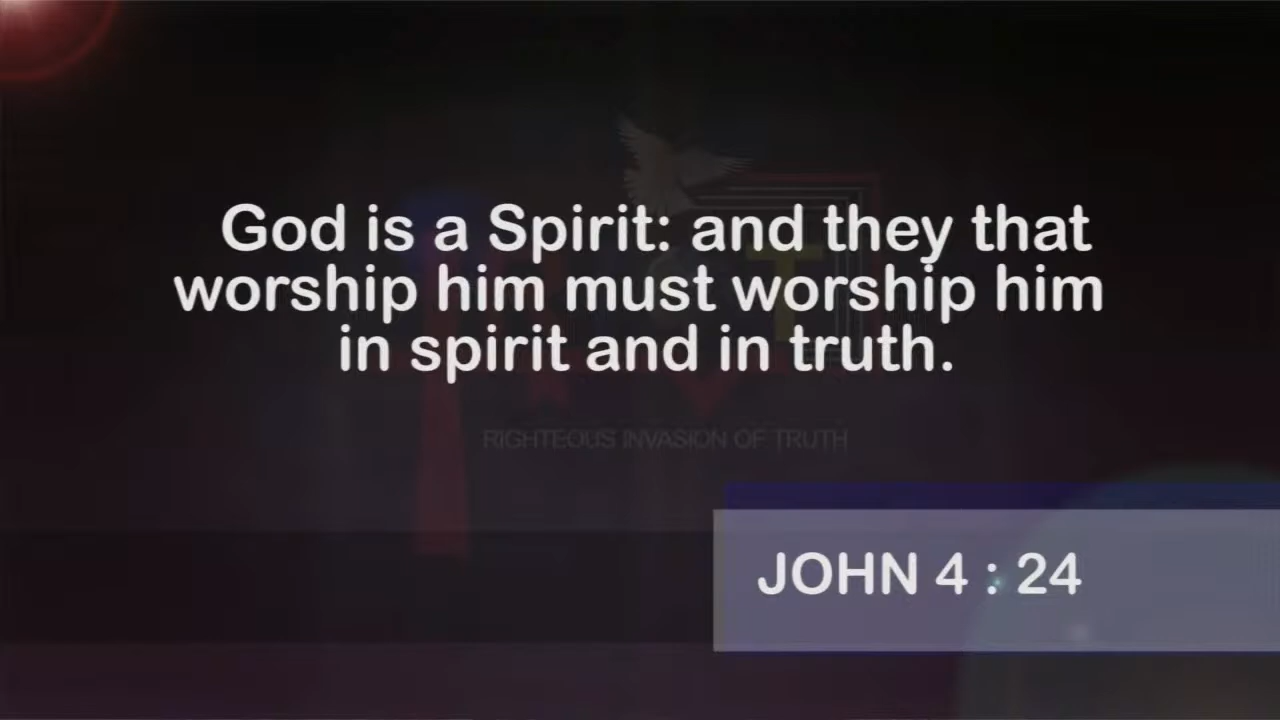 God is a Spirit: and they that
worship him must worship him
in spirit and in truth.
T
RIGHTEOUS INVASION OF TRUTH
JOHN 4 : 24